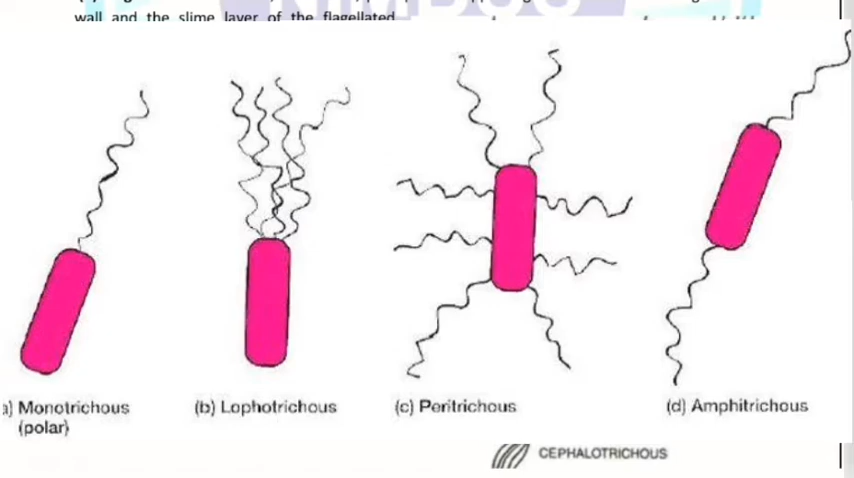 wall and the slime layer of the flagellated
a) Monotrichous
(polar)
(b) Lophotrichous
(c) Peritrichous
(d) Amphitrichous
CEPHALOTRICHOUS